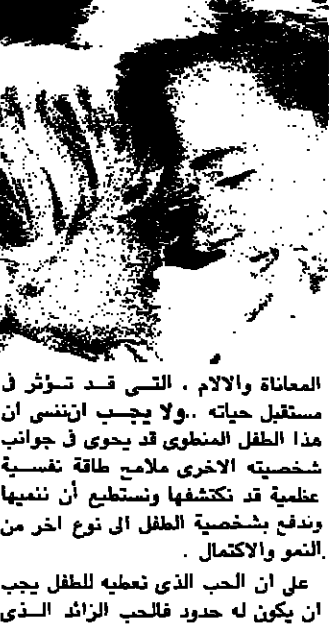 المعاناة والالام . التى قد تؤثر فى
مستقبل حياته ..ولا يجب ان ننسى ان
هذا الطفل المنطوى قد يحوى فى جوانب
شخصيته الاخرى ملامح طاقة نفسية
عظمية قد نكتشفها ونستطيع أن ننميها
وندفع بشخصية الطفل الى نوع اخر من
النمو والاكتمال .
على ان الحب الذى نعطيه للطفل يجب
ان يكون له حدود فالحب الزائد الذى